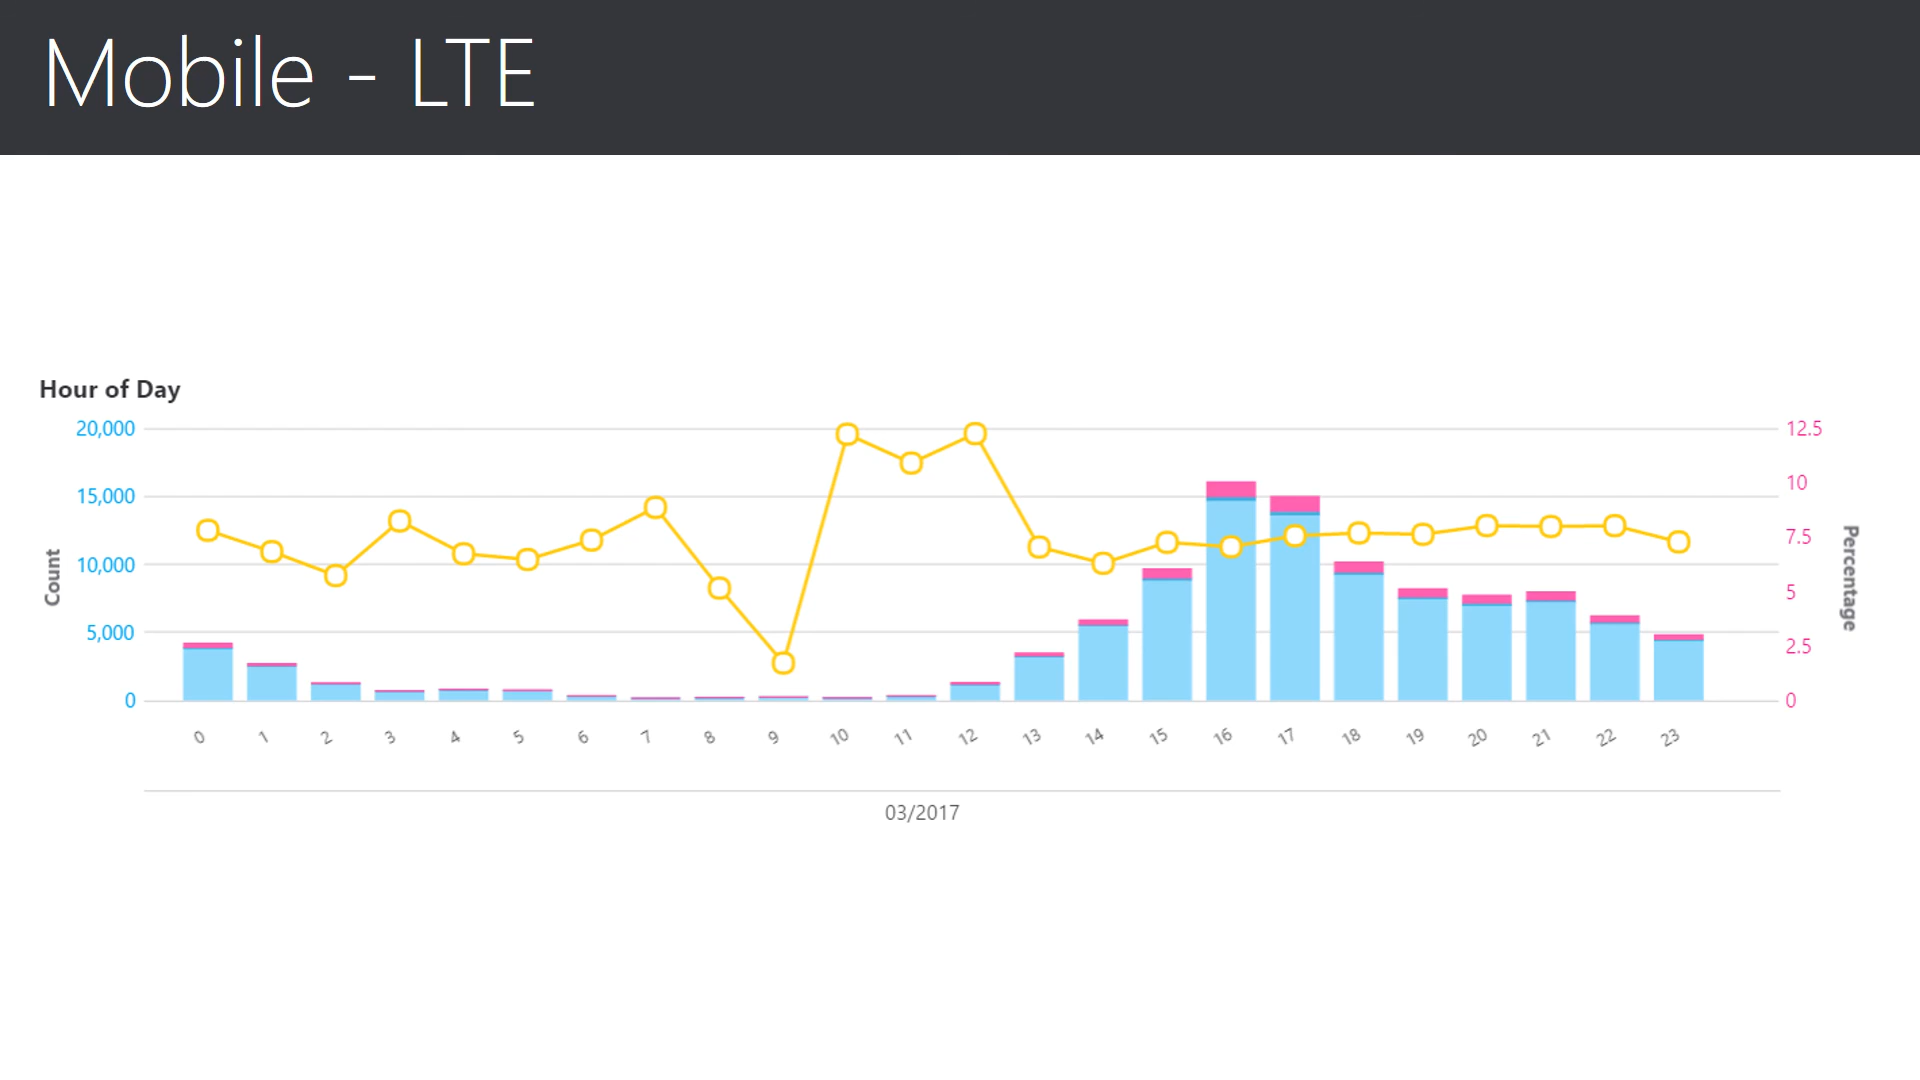 Mobile - LTE
Hour of Day
20,000
15,000
10,000
5,000
0
Count
12.5
10
7.5
5
2.5
0
Percentage
0 1 2 3 4 5 6 7 8 9 10 11 12 13 14 15 16 17 18 19 20 21 22 23
03/2017